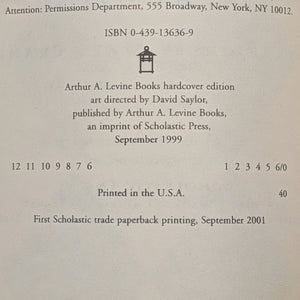 Attention: Permissions Department, 555 Broadway, New York, NY 10012.
ISBN 0-439-13636-9
Arthur A. Levine Books hardcover edition
art directed by David Saylor,
published by Arthur A. Levine Books,
an imprint of Scholastic Press,
September 1999
12 11 10 9 8 7 6 1 2 3 4 5 6/0
Printed in the U.S.A. 40
First Scholastic trade paperback printing, September 2001